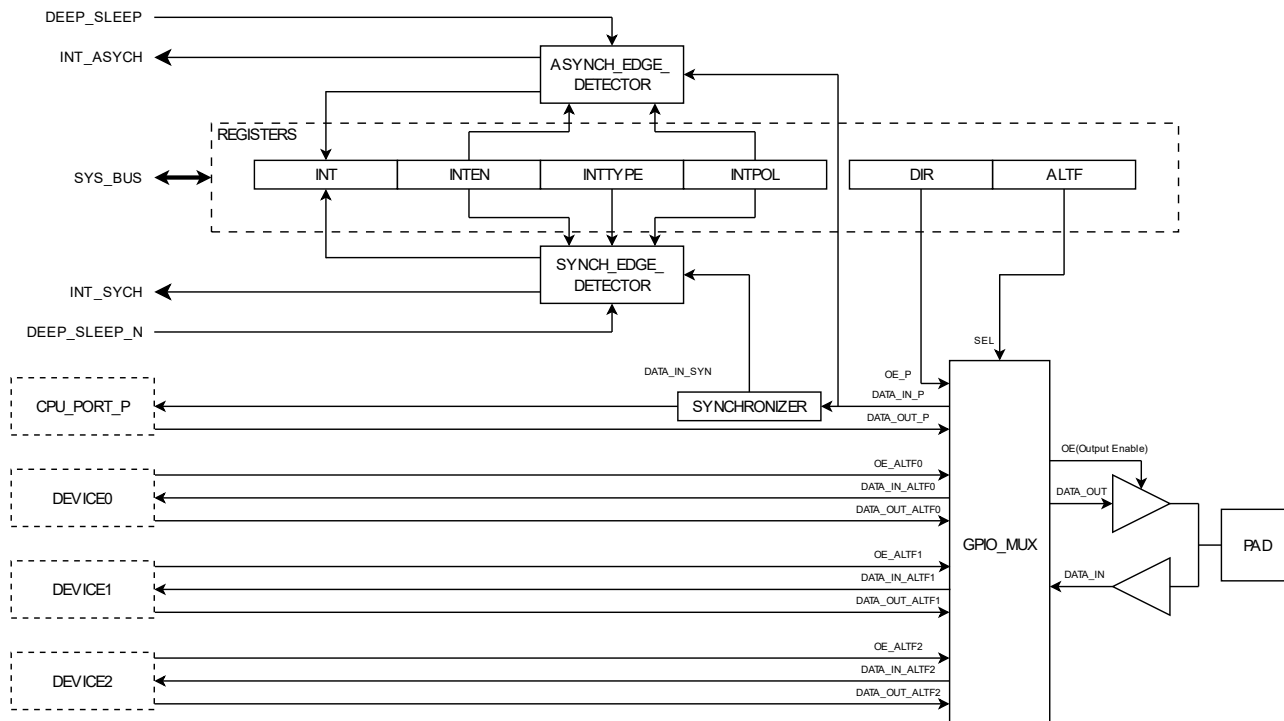 DEEP_SLEEP
INT_ASYCH
ASYNCH_EDGE_
DETECTOR
REGISTERS
SYS_BUS
INT
INTEN
INTTYPE
INTPOL
DIR
ALTF
SYNCH_EDGE_
DETECTOR
INT_SYCH
DEEP_SLEEP_N
SEL
DATA_IN_SYN
OE_P
CPU_PORT_P
SYNCHRONIZER
DATA_IN_P
DATA_OUT_P
OE(Output Enable)
DEVICE0
OE_ALTF0
DATA_IN_ALTF0
DATA_OUT_ALTF0
DATA_OUT
GPIO_MUX
PAD
DEVICE1
OE_ALTF1
DATA_IN_ALTF1
DATA_OUT_ALTF1
DATA_IN
DEVICE2
OE_ALTF2
DATA_IN_ALTF2
DATA_OUT_ALTF2